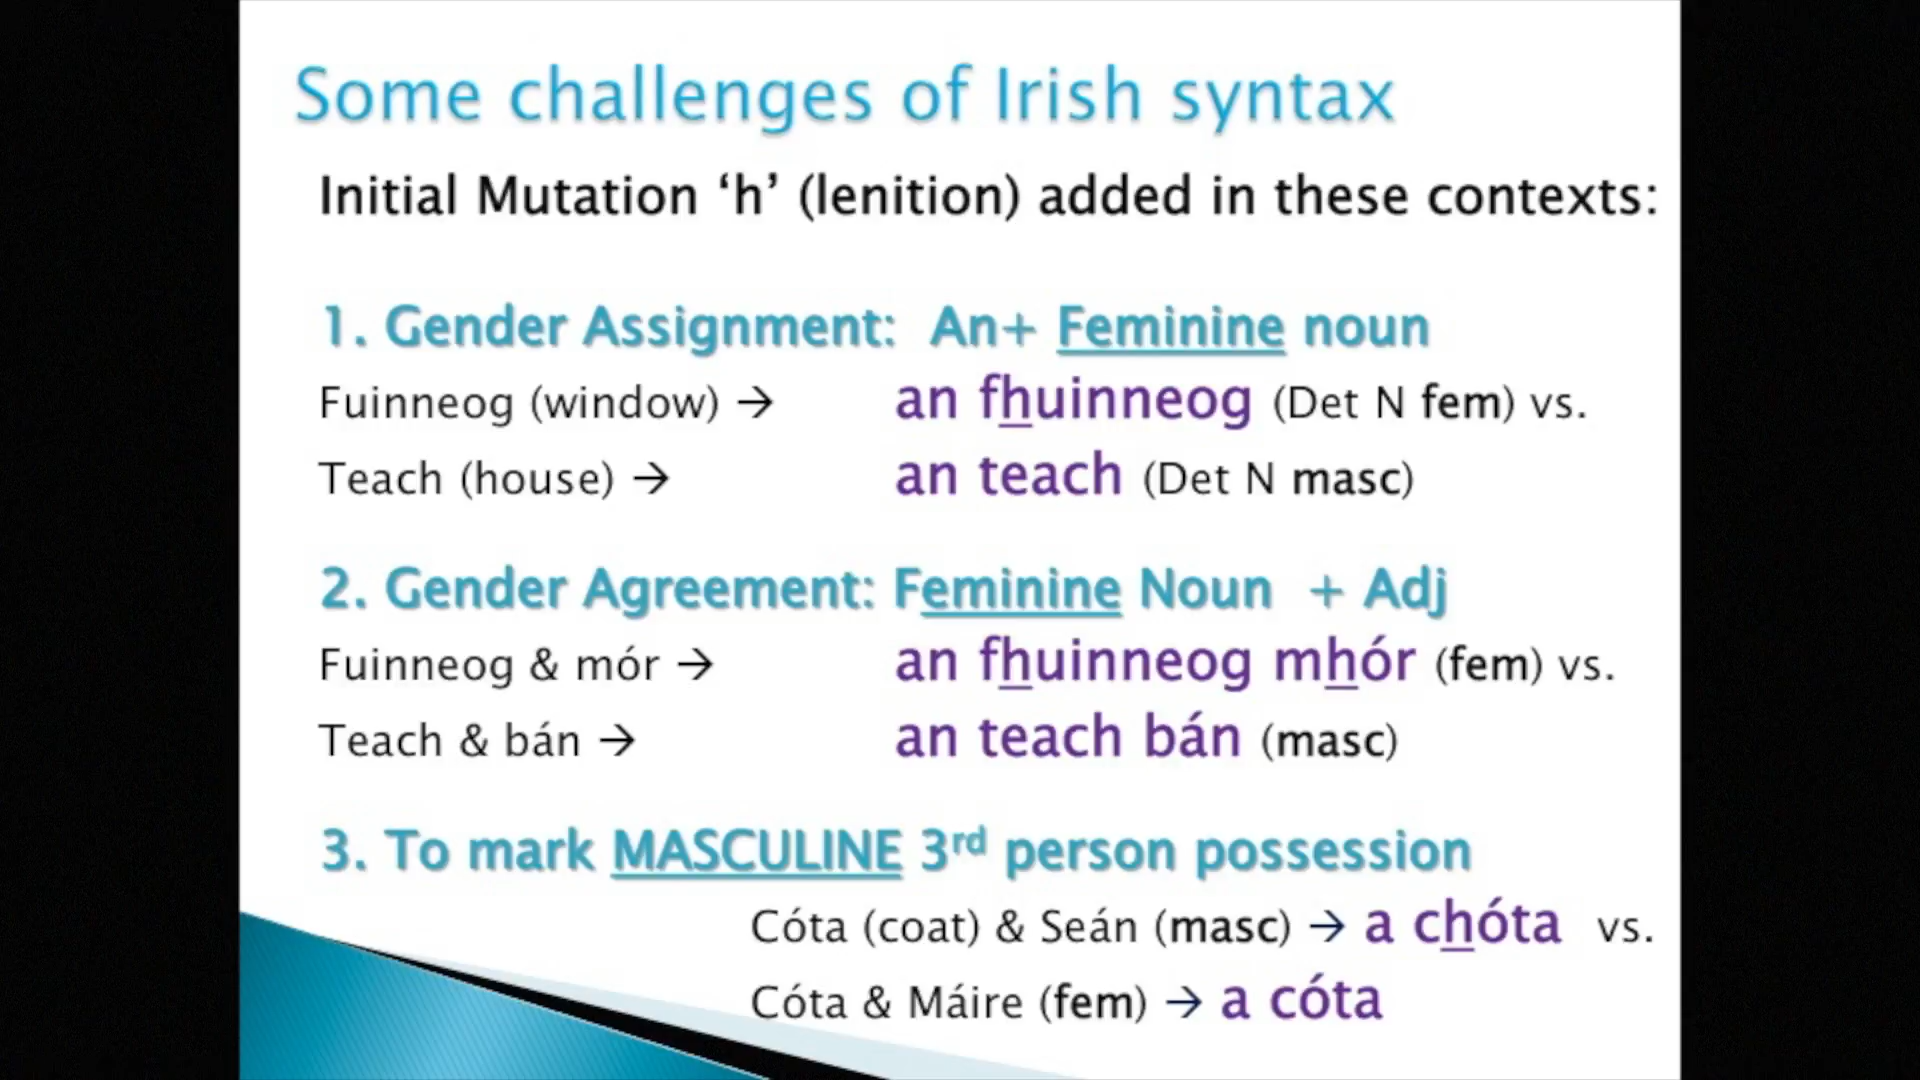 Some challenges of Irish syntax
Initial Mutation ‘h’ (lenition) added in these contexts:
1. Gender Assignment: An+ Feminine noun
Fuinneog (window) → an fhuinneog (Det N fem) vs.
Teach (house) → an teach (Det N masc)
2. Gender Agreement: Feminine Noun + Adj
Fuinneog & mór → an fhuinneog mhór (fem) vs.
Teach & bán → an teach bán (masc)
3. To mark MASCULINE 3rd person possession
Cóta (coat) & Seán (masc) → a chóta vs.
Cóta & Máire (fem) → a cóta